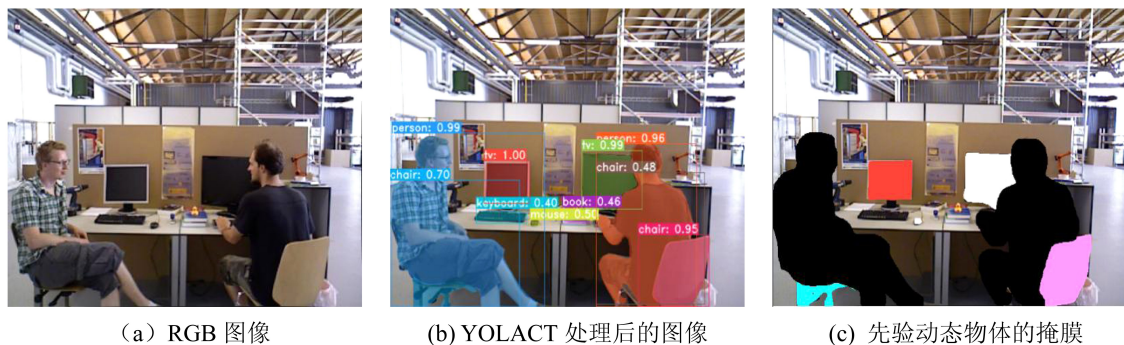 person: 0.99
person: 0.96
tv: 0.99
tv: 1.00
chair: 0.48
chair: 0.70
keyboard: 0.40
book: 0.46
mouse: 0.50
chair: 0.95
(a) RGB 图像
(b) YOLACT 处理后的图像
(c) 先验动态物体的掩膜